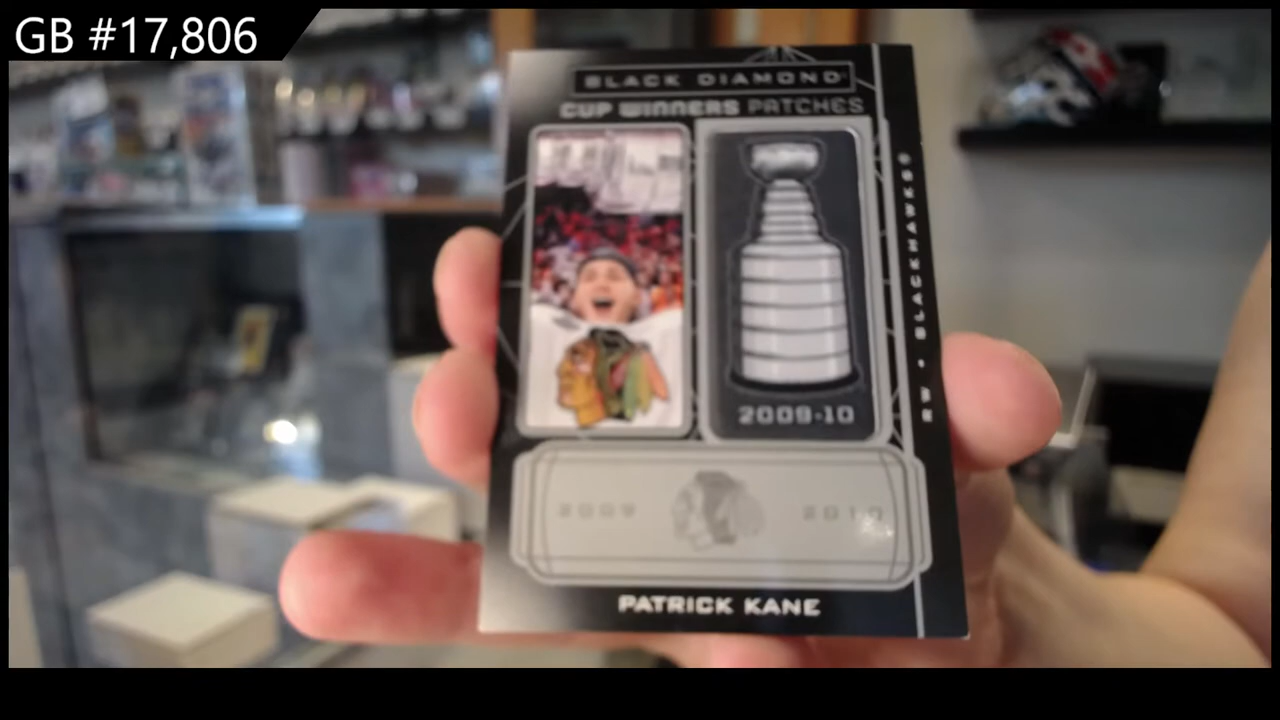 GB #17,806
BLACK DIAMOND
CUP WINNERS PATCHES
2009-10
RW • BLACKHAWKS
2009 2010
PATRICK KANE